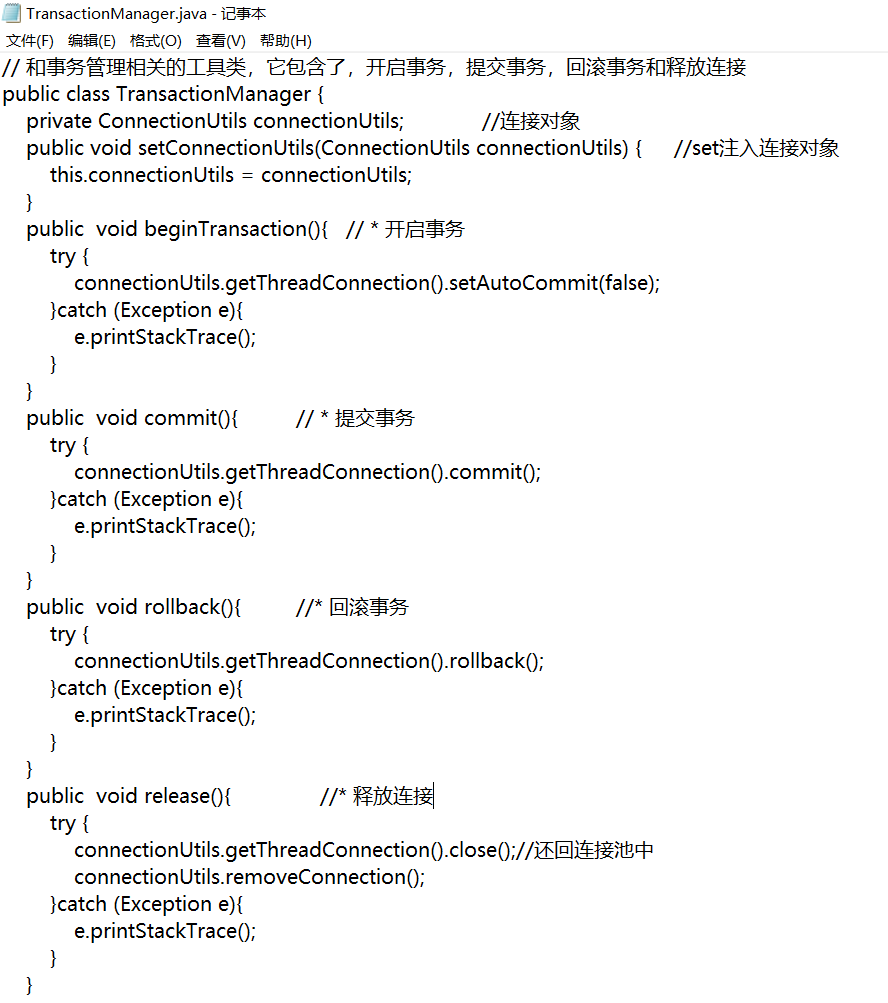 TransactionManager.java - 记事本
文件(F) 编辑(E) 格式(O) 查看(V) 帮助(H)
// 和事务管理相关的工具类，它包含了，开启事务，提交事务，回滚事务和释放连接
public class TransactionManager {
    private ConnectionUtils connectionUtils;             //连接对象
    public void setConnectionUtils(ConnectionUtils connectionUtils) {     //set注入连接对象
        this.connectionUtils = connectionUtils;
    }
    public  void beginTransaction(){   // * 开启事务
        try {
            connectionUtils.getThreadConnection().setAutoCommit(false);
        }catch (Exception e){
            e.printStackTrace();
        }
    }
    public  void commit(){          // * 提交事务
        try {
            connectionUtils.getThreadConnection().commit();
        }catch (Exception e){
            e.printStackTrace();
        }
    }
    public  void rollback(){         //* 回滚事务
        try {
            connectionUtils.getThreadConnection().rollback();
        }catch (Exception e){
            e.printStackTrace();
        }
    }
    public  void release(){               //* 释放连接
        try {
            connectionUtils.getThreadConnection().close();//还回连接池中
            connectionUtils.removeConnection();
        }catch (Exception e){
            e.printStackTrace();
        }
    }